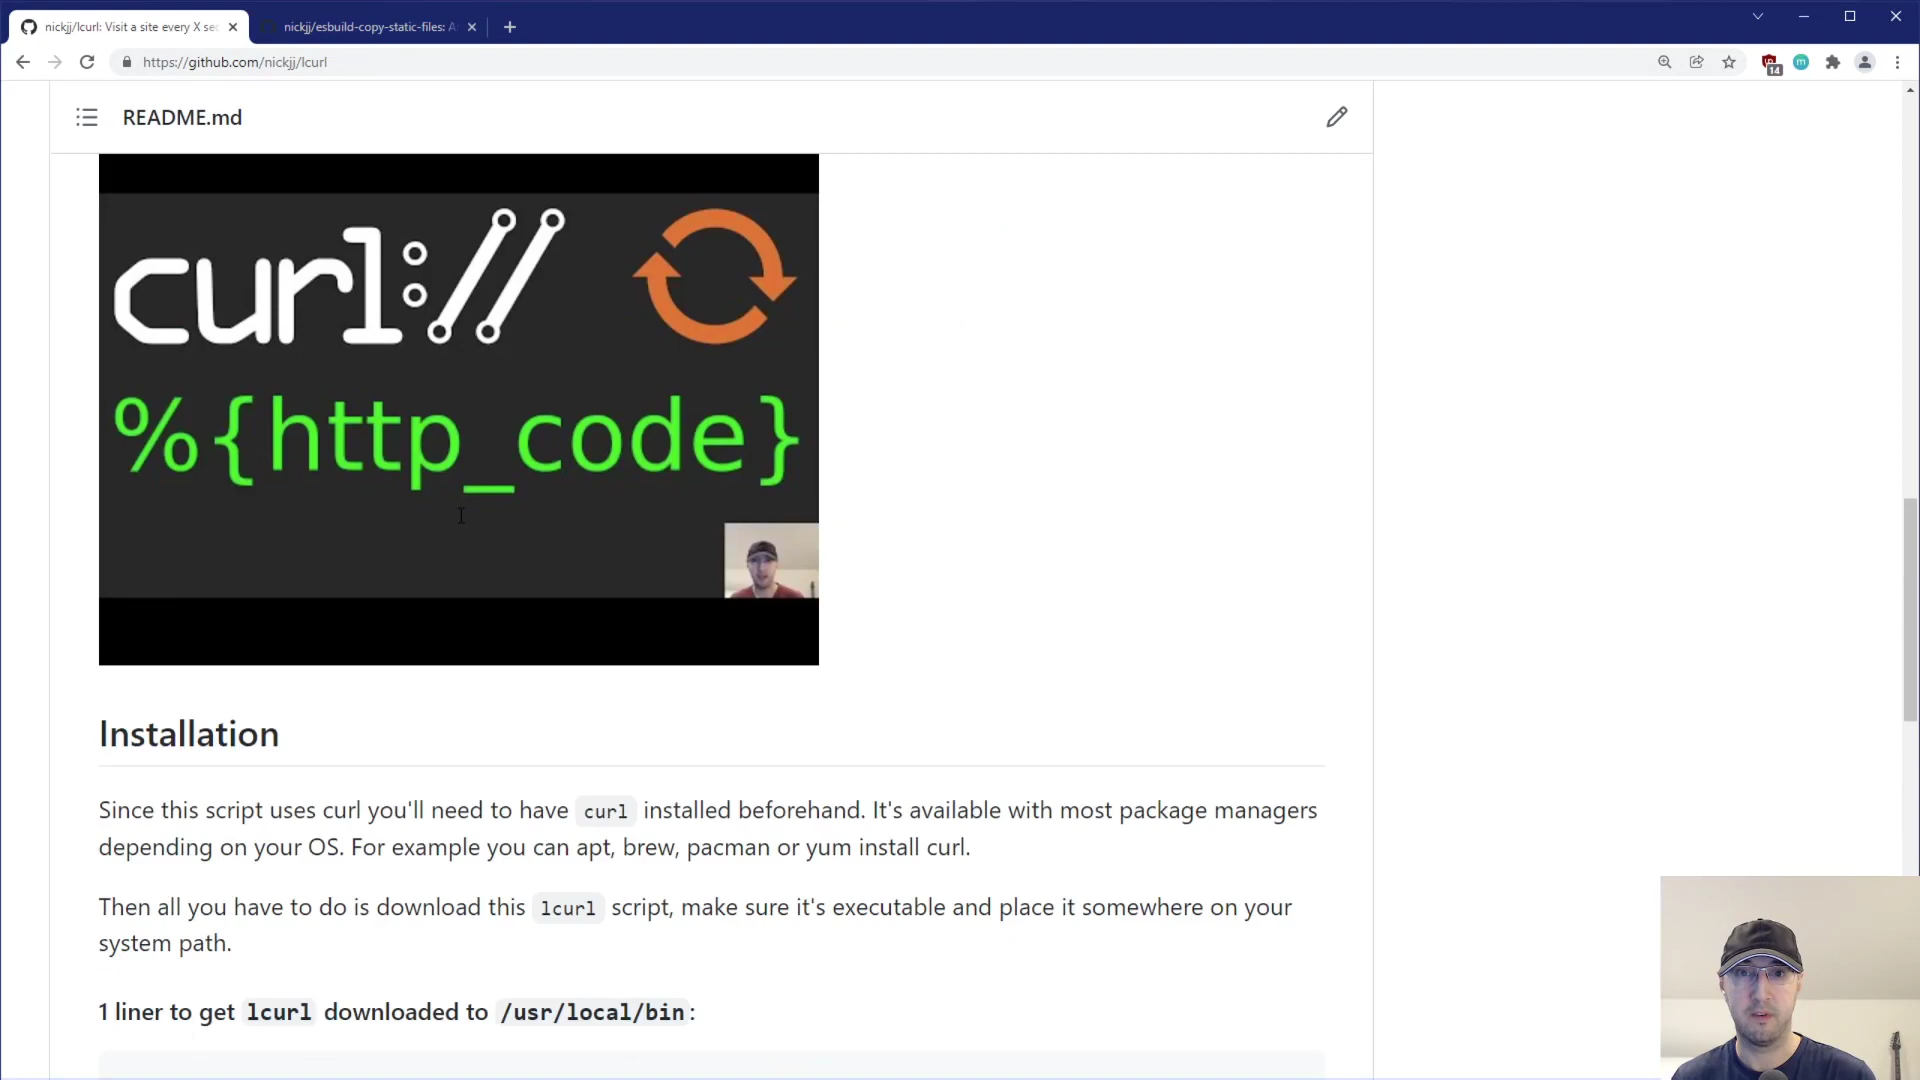 nickjj/lcurl: Visit a site every X sec
nickjj/esbuild-copy-static-files: A
https://github.com/nickjj/lcurl
14
m
README.md
curl://
%{http_code}
Installation
Since this script uses curl you'll need to have curl installed beforehand. It's available with most package managers
depending on your OS. For example you can apt, brew, pacman or yum install curl.
Then all you have to do is download this lcurl script, make sure it's executable and place it somewhere on your
system path.
1 liner to get lcurl downloaded to /usr/local/bin: